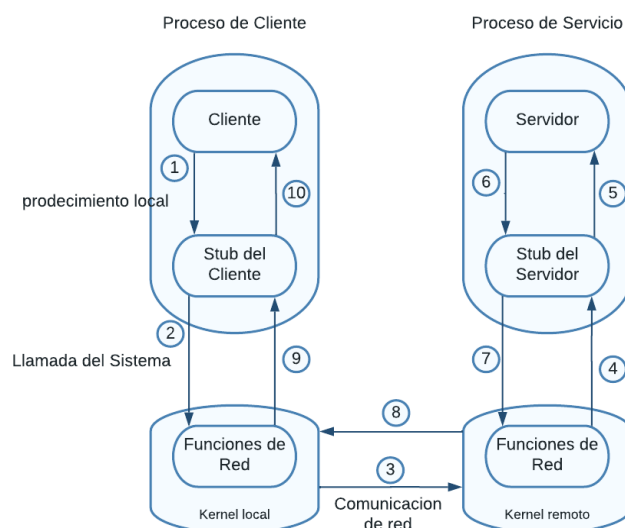 Proceso de Cliente
Proceso de Servicio
Cliente
Servidor
1
10
6
5
prodecimiento local
Stub del
Cliente
Stub del
Servidor
2
9
7
4
Llamada del Sistema
8
Funciones de
Red
Funciones de
Red
3
Kernel local
Comunicacion
de red
Kernel remoto